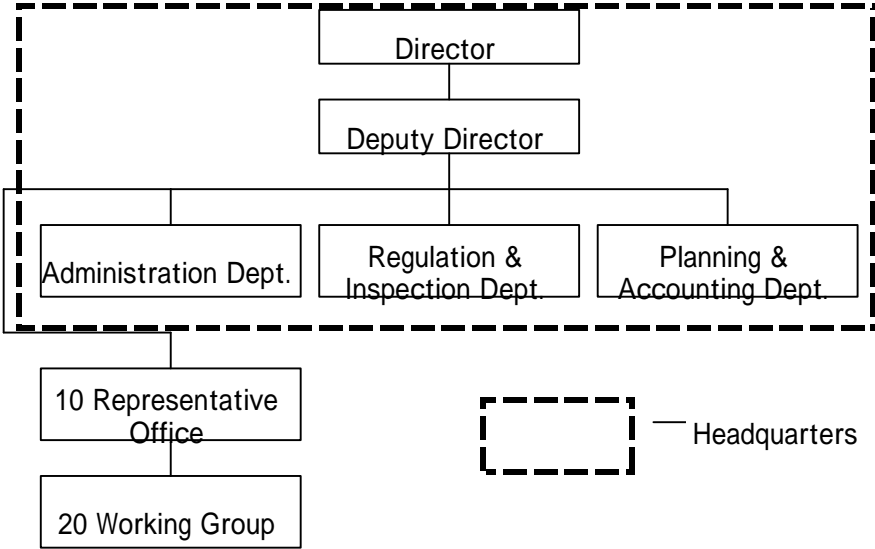 Director
Deputy Director
Administration Dept.
Regulation &
Inspection Dept.
Planning &
Accounting Dept.
10 Representative
Office
Headquarters
20 Working Group